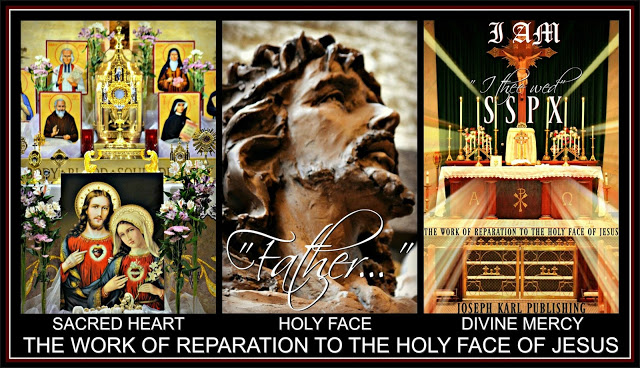 "Father..."
I AM
"I thee wed"
SSPX
A Ω
THE WORK OF REPARATION TO THE HOLY FACE OF JESUS
JOSEPH KARL PUBLISHING
SACRED HEART HOLY FACE DIVINE MERCY
THE WORK OF REPARATION TO THE HOLY FACE OF JESUS